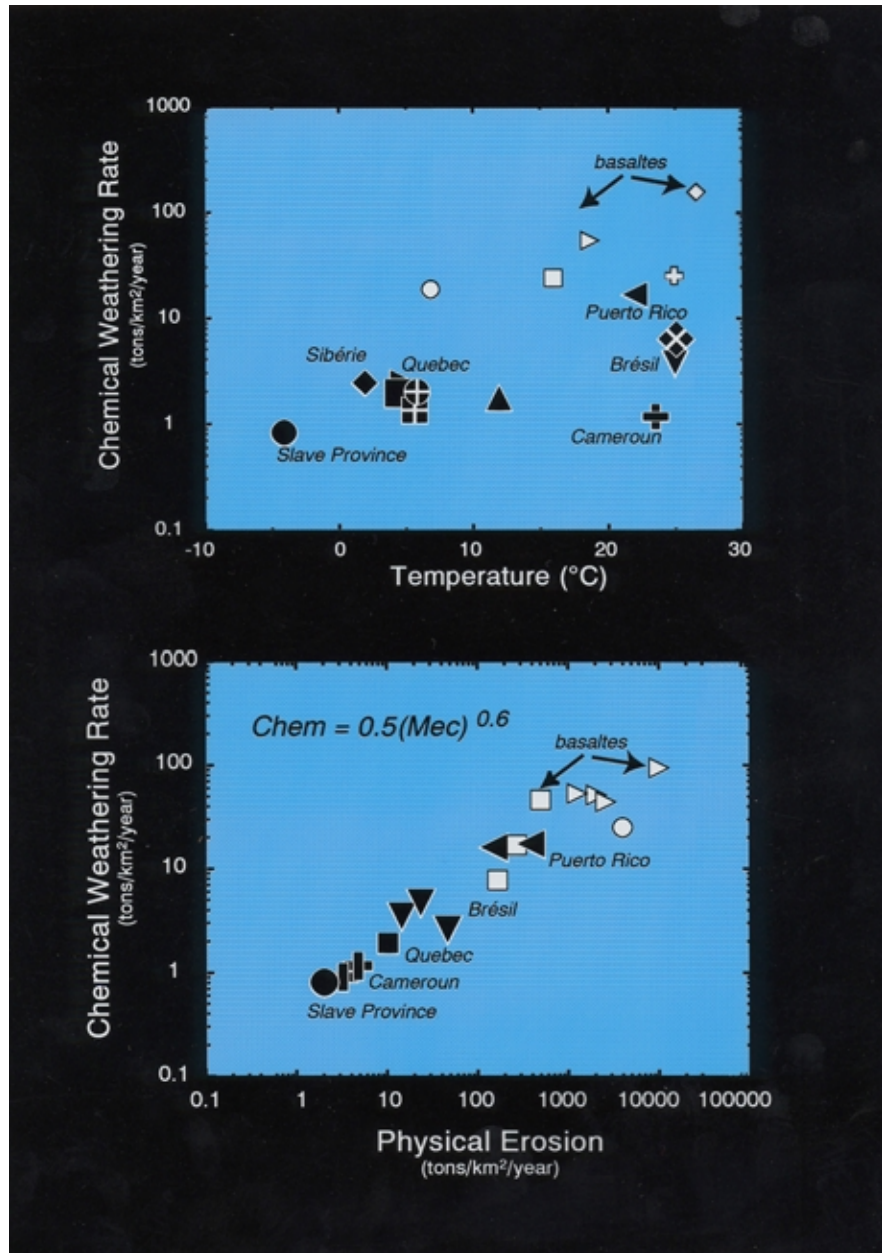 1000
100
10
1
0.1
Chemical Weathering Rate
(tons/km²/year)
basaltes
Puerto Rico
Sibérie
Quebec
Brésil
Cameroun
Slave Province
-10
0
10
20
30
Temperature (°C)
1000
100
10
1
0.1
Chemical Weathering Rate
(tons/km²/year)
Chem = 0.5(Mec) 0.6
basaltes
Puerto Rico
Brésil
Quebec
Cameroun
Slave Province
0.1
1
10
100
1000
10000
100000
Physical Erosion
(tons/km²/year)